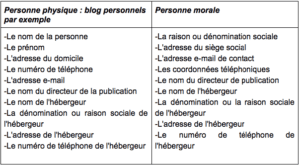 Personne physique : blog personnels
par exemple
-Le nom de la personne
-Le prénom
-L'adresse du domicile
-Le numéro de téléphone
-L'adresse e-mail
-Le nom du directeur de la publication
-Le nom de l'hébergeur
-La dénomination ou raison sociale de
l'hébergeur
-L'adresse de l'hébergeur
-Le numéro de téléphone de l'hébergeur
Personne morale
-La raison ou dénomination sociale
-L'adresse du siège social
-L'adresse e-mail de contact
-Les coordonnées téléphoniques
-Le nom du directeur de publication
-Le nom de l'hébergeur
-La dénomination ou la raison sociale
de l'hébergeur
-L'adresse de l'hébergeur
-Le numéro de téléphone de
l'hébergeur